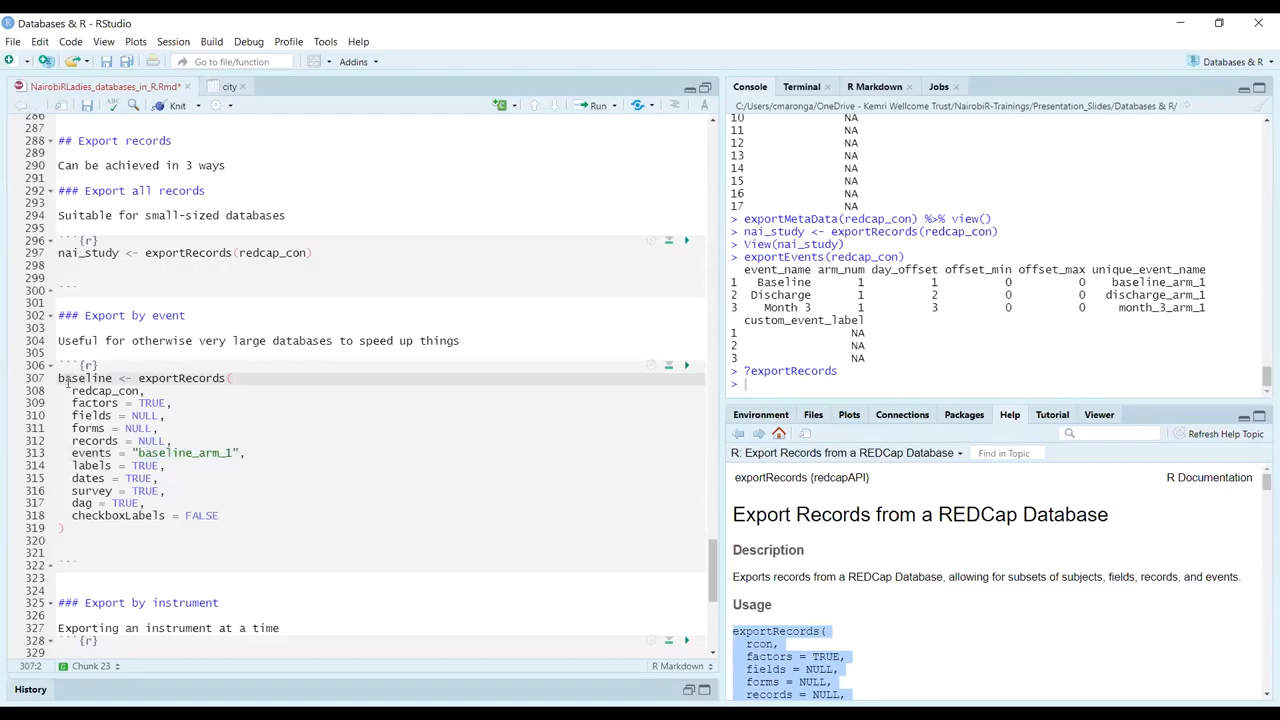 Databases & R - RStudio
File Edit Code View Plots Session Build Debug Profile Tools Help
Go to file/function Addins Databases & R
NairobiRLadies_databases_in_R.Rmd* city
Knit Run
286
287
288 ## Export records
289
290 Can be achieved in 3 ways
291
292 ### Export all records
293
294 Suitable for small-sized databases
295
296 ```{r}
297 nai_study <- exportRecords(redcap_con)
298
299
300 ```
301
302 ### Export by event
303
304 Useful for otherwise very large databases to speed up things
305
306 ```{r}
307 baseline <- exportRecords(
308 redcap_con,
309 factors = TRUE,
310 fields = NULL,
311 forms = NULL,
312 records = NULL,
313 events = "baseline_arm_1",
314 labels = TRUE,
315 dates = TRUE,
316 survey = TRUE,
317 dag = TRUE,
318 checkboxLabels = FALSE
319 )
320
321
322 ```
323
324
325 ### Export by instrument
326
327 Exporting an instrument at a time
328 ```{r}
329
307:2 Chunk 23 R Markdown
History
Console Terminal R Markdown Jobs
C:/Users/cmaronga/OneDrive - Kemri Wellcome Trust/NairobiR-Trainings/Presentation_Slides/Databases & R/
10 NA
11 NA
12 NA
13 NA
14 NA
15 NA
16 NA
17 NA
> exportMetaData(redcap_con) %>% view()
> nai_study <- exportRecords(redcap_con)
> View(nai_study)
> exportEvents(redcap_con)
event_name arm_num day_offset offset_min offset_max unique_event_name
1 Baseline 1 1 0 0 baseline_arm_1
2 Discharge 1 2 0 0 discharge_arm_1
3 Month 3 1 3 0 0 month_3_arm_1
custom_event_label
1 NA
2 NA
3 NA
> ?exportRecords
>
Environment Files Plots Connections Packages Help Tutorial Viewer
Refresh Help Topic
R: Export Records from a REDCap Database Find in Topic
exportRecords {redcapAPI} R Documentation
Export Records from a REDCap Database
Description
Exports records from a REDCap Database, allowing for subsets of subjects, fields, records, and events.
Usage
exportRecords(
rcon,
factors = TRUE,
fields = NULL,
forms = NULL,
records = NULL,